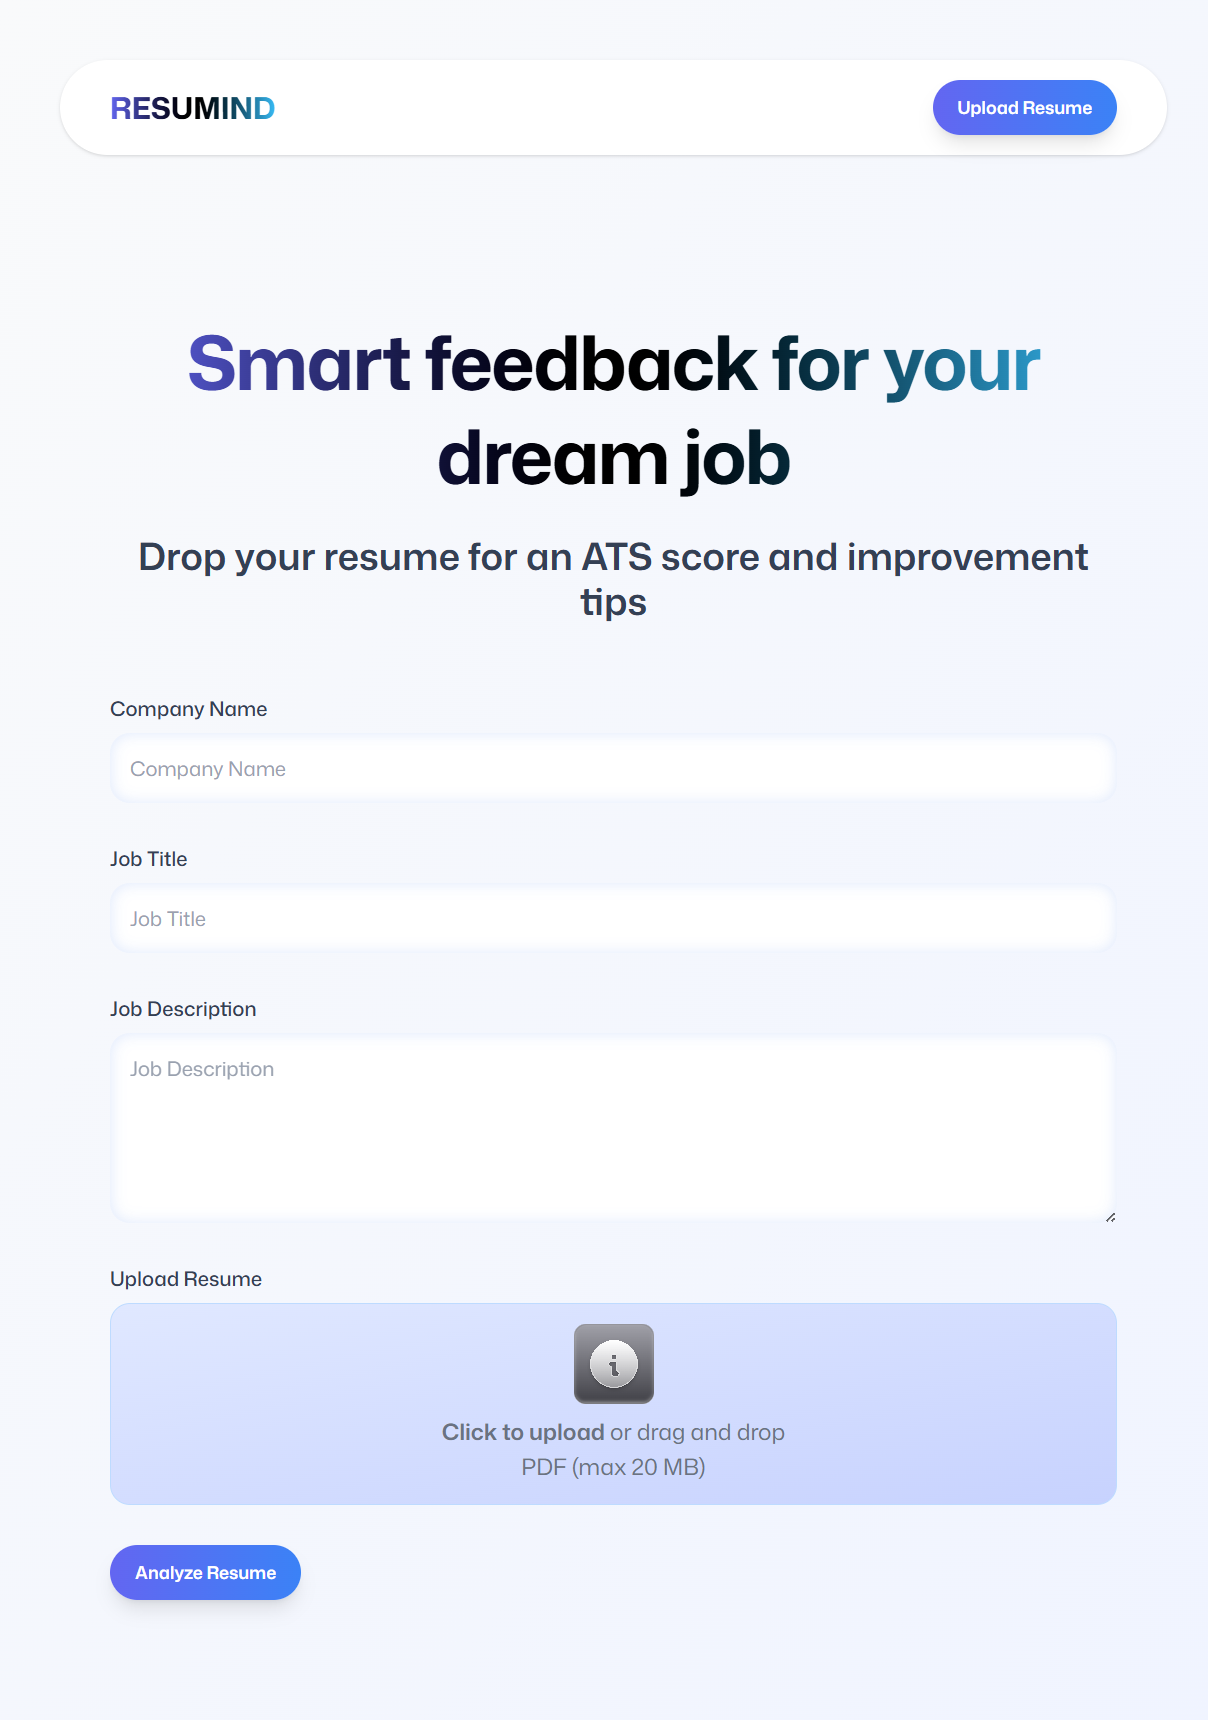 RESUMIND
Upload Resume
Smart feedback for your
dream job
Drop your resume for an ATS score and improvement
tips
Company Name
Company Name
Job Title
Job Title
Job Description
Job Description
Upload Resume
Click to upload or drag and drop
PDF (max 20 MB)
Analyze Resume